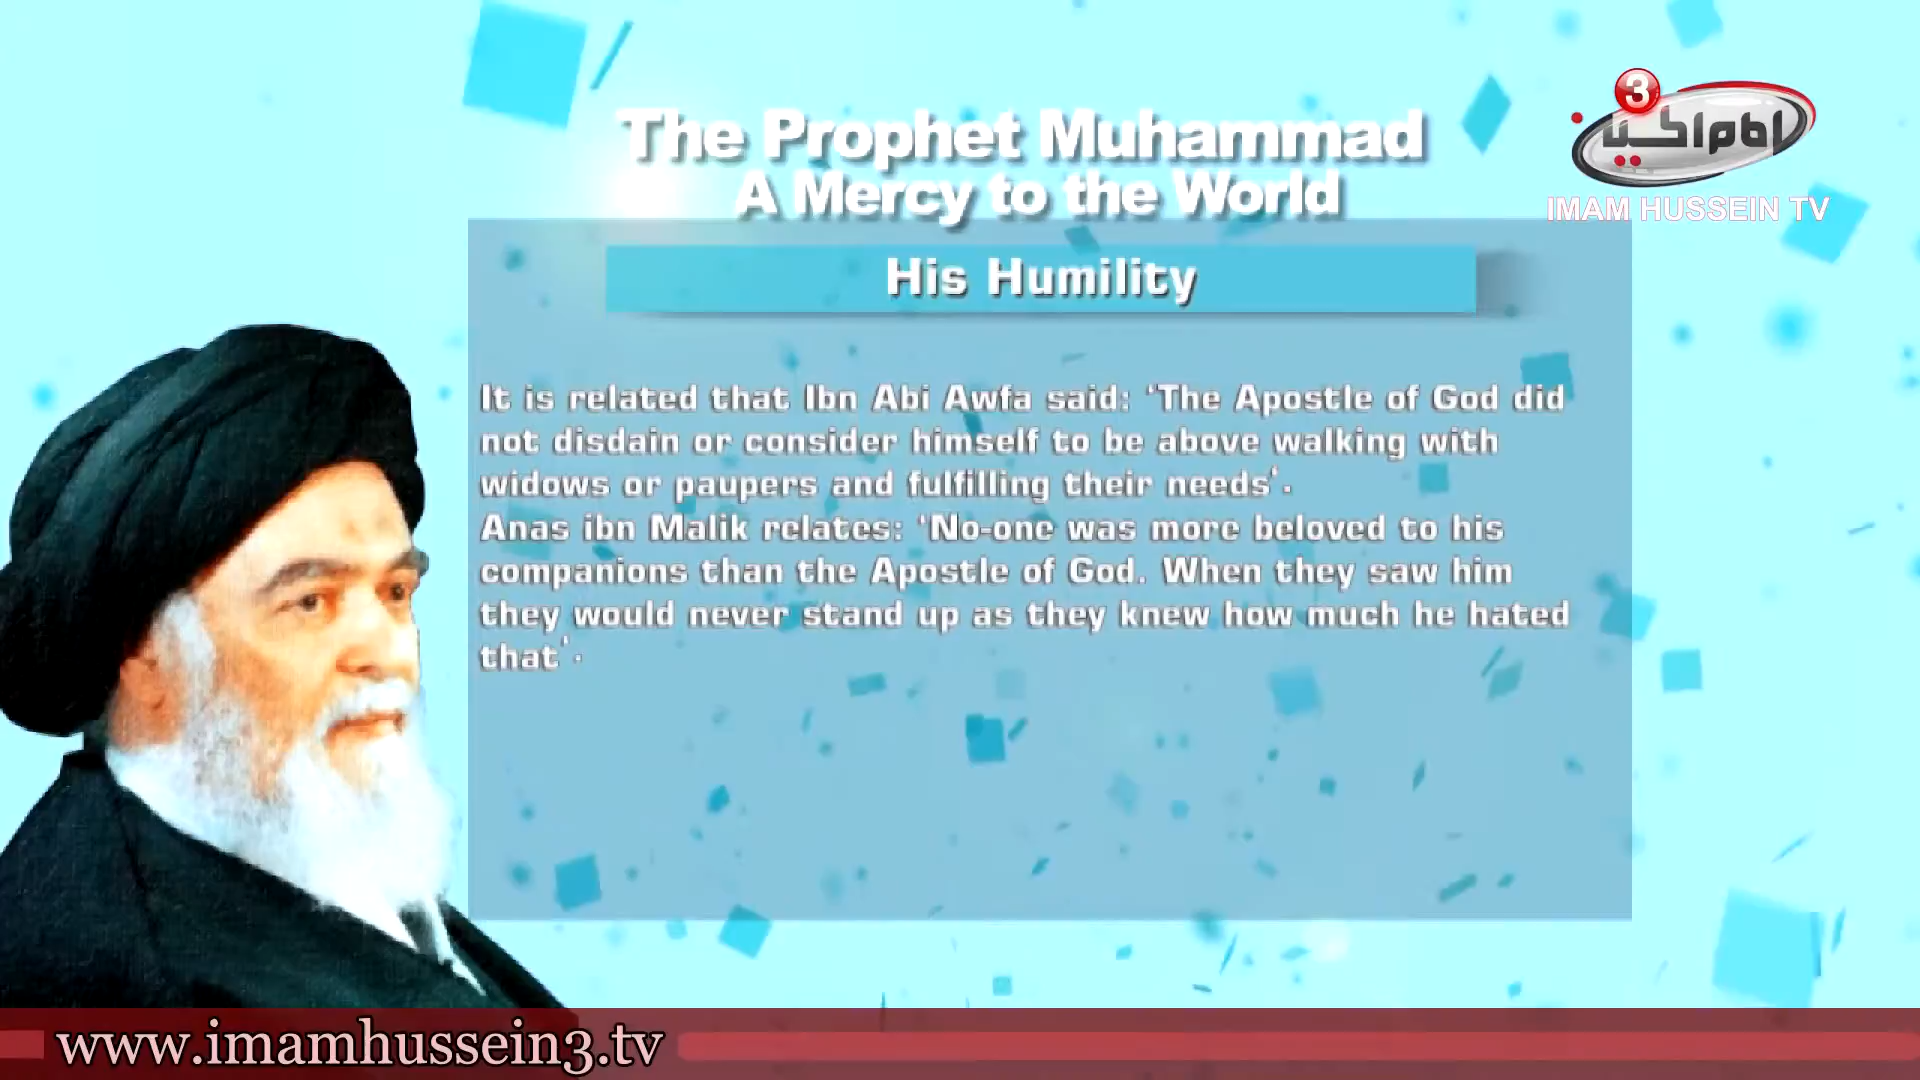 The Prophet Muhammad
A Mercy to the World
3
IMAM HUSSEIN TV
His Humility
It is related that Ibn Abi Awfa said: ‘The Apostle of God did
not disdain or consider himself to be above walking with
widows or paupers and fulfilling their needs‘.
Anas ibn Malik relates: ‘No-one was more beloved to his
companions than the Apostle of God. When they saw him
they would never stand up as they knew how much he hated
that’.
www.imamhussein3.tv